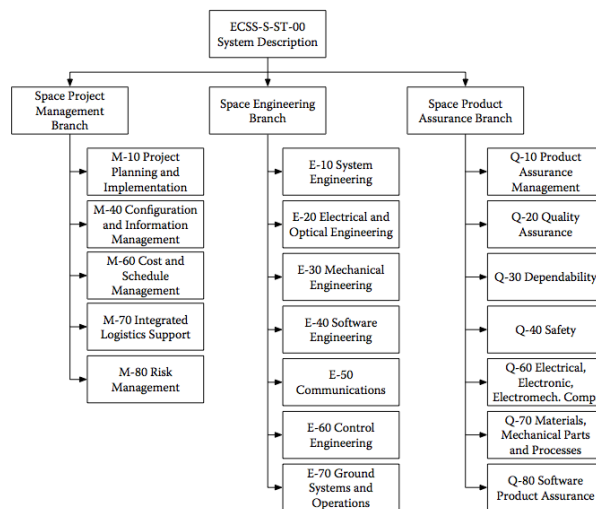 ECSS-S-ST-00
System Description
Space Project
Management
Branch
M-10 Project
Planning and
Implementation
M-40 Configuration
and Information
Management
M-60 Cost and
Schedule
Management
M-70 Integrated
Logistics Support
M-80 Risk
Management
Space Engineering
Branch
E-10 System
Engineering
E-20 Electrical and
Optical Engineering
E-30 Mechanical
Engineering
E-40 Software
Engineering
E-50
Communications
E-60 Control
Engineering
E-70 Ground
Systems and
Operations
Space Product
Assurance Branch
Q-10 Product
Assurance
Management
Q-20 Quality
Assurance
Q-30 Dependability
Q-40 Safety
Q-60 Electrical,
Electronic,
Electromech. Comp
Q-70 Materials,
Mechanical Parts
and Processes
Q-80 Software
Product Assurance